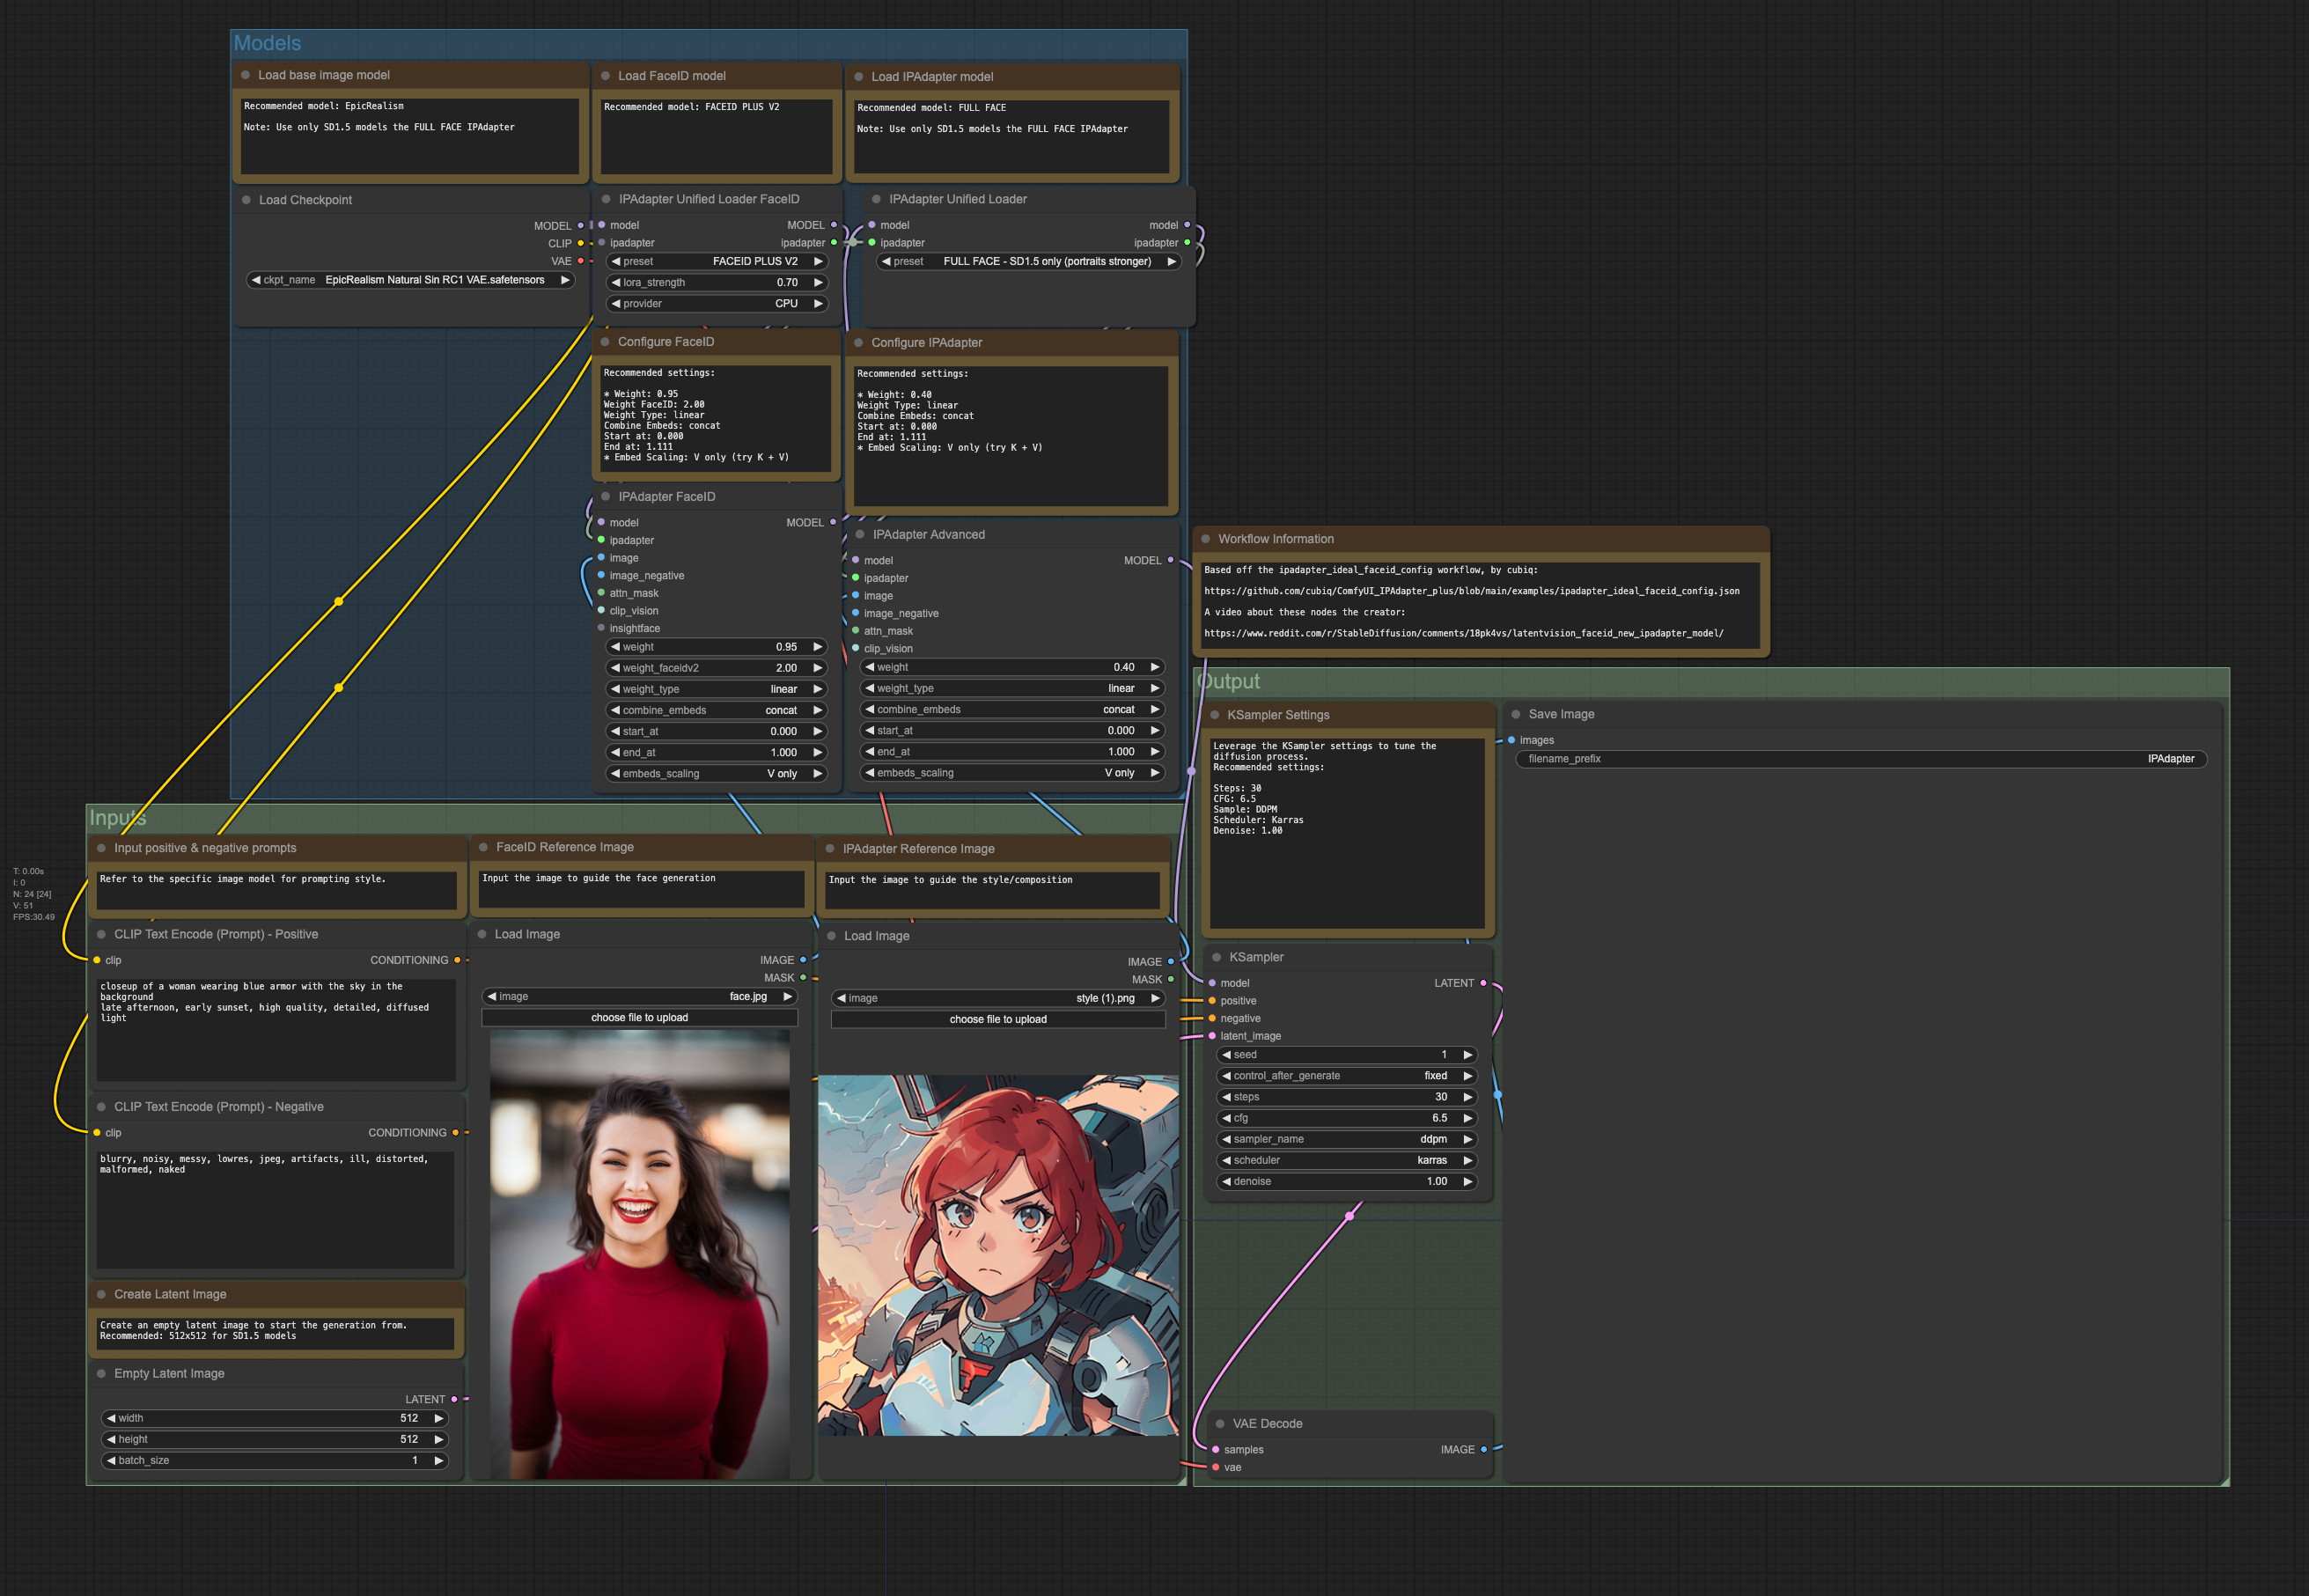 Models
Load base image model
Recommended model: EpicRealism
Note: Use only SD1.5 models the FULL FACE IPAdapter
Load FaceID model
Recommended model: FACEID PLUS V2
Load IPAdapter model
Recommended model: FULL FACE
Note: Use only SD1.5 models the FULL FACE IPAdapter
Load Checkpoint
MODEL
CLIP
VAE
ckpt_name EpicRealism Natural Sin RC1 VAE.safetensors
IPAdapter Unified Loader FaceID
model MODEL
ipadapter ipadapter
preset FACEID PLUS V2
lora_strength 0.70
provider CPU
IPAdapter Unified Loader
model model
ipadapter ipadapter
preset FULL FACE - SD1.5 only (portraits stronger)
Configure FaceID
Recommended settings:
* Weight: 0.95
Weight FaceID: 2.00
Weight Type: linear
Combine Embeds: concat
Start at: 0.000
End at: 1.111
* Embed Scaling: V only (try K + V)
Configure IPAdapter
Recommended settings:
* Weight: 0.40
Weight Type: linear
Combine Embeds: concat
Start at: 0.000
End at: 1.111
* Embed Scaling: V only (try K + V)
IPAdapter FaceID
model MODEL
ipadapter
image
image_negative
attn_mask
clip_vision
insightface
weight 0.95
weight_faceidv2 2.00
weight_type linear
combine_embeds concat
start_at 0.000
end_at 1.000
embeds_scaling V only
IPAdapter Advanced
model MODEL
ipadapter
image
image_negative
attn_mask
clip_vision
weight 0.40
weight_type linear
combine_embeds concat
start_at 0.000
end_at 1.000
embeds_scaling V only
Workflow Information
Based off the ipadapter_ideal_faceid_config workflow, by cubiq:
https://github.com/cubiq/ComfyUI_IPAdapter_plus/blob/main/examples/ipadapter_ideal_faceid_config.json
A video about these nodes the creator:
https://www.reddit.com/r/StableDiffusion/comments/18pk4vs/latentvision_faceid_new_ipadapter_model/
T: 0.00s
I: 0
N: 24 [24]
V: 51
FPS:30.49
Inputs
Input positive & negative prompts
Refer to the specific image model for prompting style.
FaceID Reference Image
Input the image to guide the face generation
IPAdapter Reference Image
Input the image to guide the style/composition
CLIP Text Encode (Prompt) - Positive
clip CONDITIONING
closeup of a woman wearing blue armor with the sky in the
background
late afternoon, early sunset, high quality, detailed, diffused
light
CLIP Text Encode (Prompt) - Negative
clip CONDITIONING
blurry, noisy, messy, lowres, jpeg, artifacts, ill, distorted,
malformed, naked
Create Latent Image
Create an empty latent image to start the generation from.
Recommended: 512x512 for SD1.5 models
Empty Latent Image
LATENT
width 512
height 512
batch_size 1
Load Image
IMAGE
MASK
image face.jpg
choose file to upload
Load Image
IMAGE
MASK
image style (1).png
choose file to upload
Output
KSampler Settings
Leverage the KSampler settings to tune the
diffusion process.
Recommended settings:
Steps: 30
CFG: 6.5
Sample: DDPM
Scheduler: Karras
Denoise: 1.00
KSampler
model LATENT
positive
negative
latent_image
seed 1
control_after_generate fixed
steps 30
cfg 6.5
sampler_name ddpm
scheduler karras
denoise 1.00
VAE Decode
samples IMAGE
vae
Save Image
images
filename_prefix IPAdapter